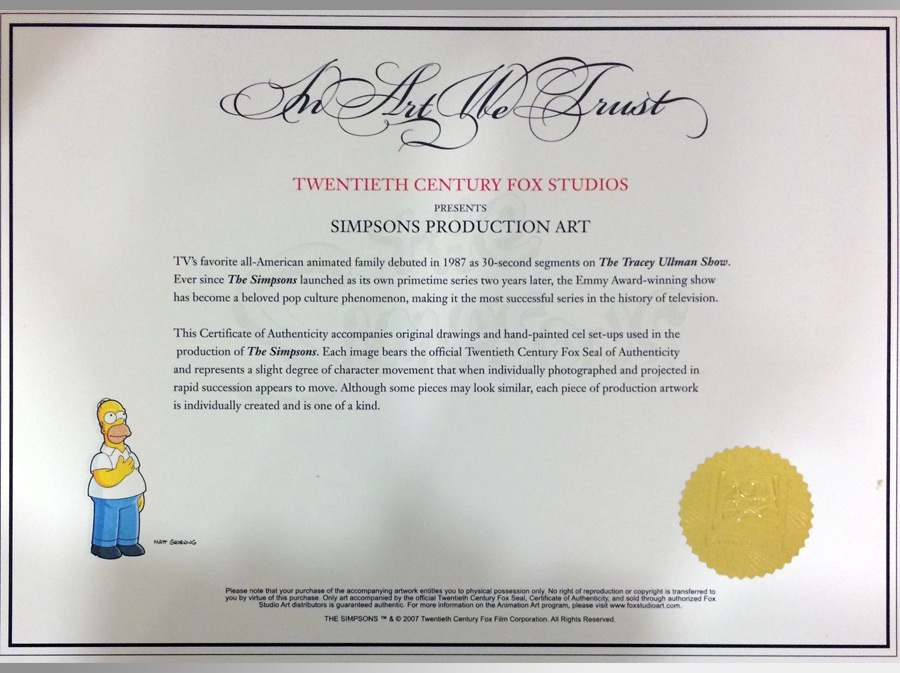 In Art We Trust
TWENTIETH CENTURY FOX STUDIOS
PRESENTS
SIMPSONS PRODUCTION ART
TV's favorite all-American animated family debuted in 1987 as 30-second segments on The Tracey Ullman Show.
Ever since The Simpsons launched as its own primetime series two years later, the Emmy Award-winning show
has become a beloved pop culture phenomenon, making it the most successful series in the history of television.
This Certificate of Authenticity accompanies original drawings and hand-painted cel set-ups used in the
production of The Simpsons. Each image bears the official Twentieth Century Fox Seal of Authenticity
and represents a slight degree of character movement that when individually photographed and projected in
rapid succession appears to move. Although some pieces may look similar, each piece of production artwork
is individually created and is one of a kind.
MATT GROENING
Please note that your purchase of the accompanying artwork entitles you to physical possession only. No right of reproduction or copyright is transferred to
you by virtue of this purchase. Only art accompanied by the official Twentieth Century Fox Seal, Certificate of Authenticity, and sold through authorized Fox
Studio Art distributors is guaranteed authentic. For more information on the Animation Art program, please visit www.foxstudioart.com.
THE SIMPSONS ™ & © 2007 Twentieth Century Fox Film Corporation. All Rights Reserved.